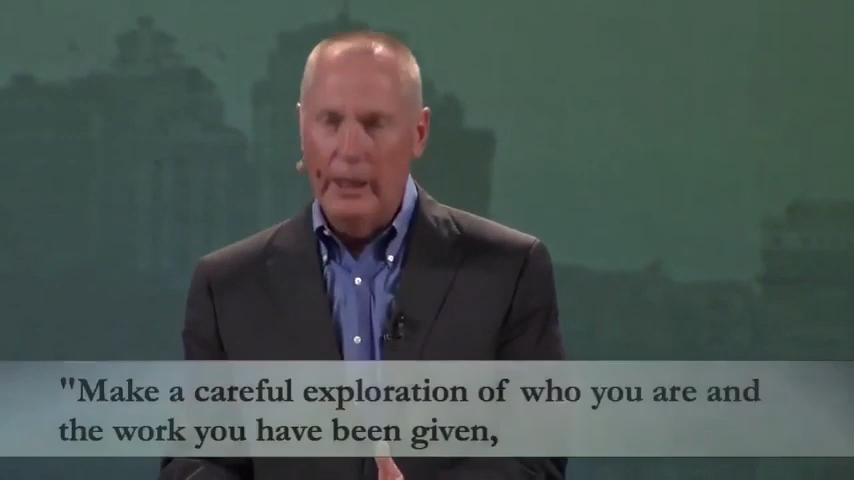 "Make a careful exploration of who you are and
the work you have been given,